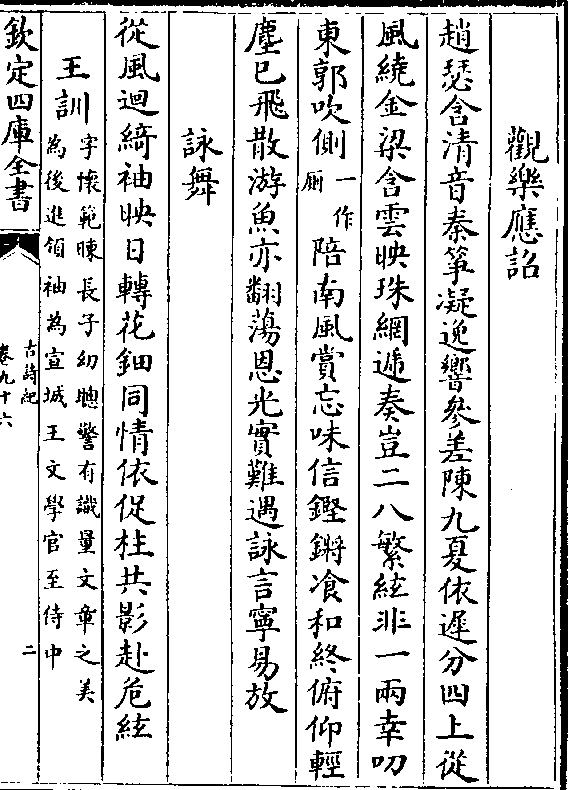 觀樂應詔
趙瑟含清音秦箏凝逸響參差陳九夏依遲分四上從
風繞金梁含雲映珠網遞奏豈二八繁絃非一兩幸叨
東郭吹側一作厠陪南風賞忘味信鏗鏘飡和終俯仰輕
塵巳飛散游魚亦翻蕩恩光實難遇詠言寧易放
詠舞
從風迴綺袖映日轉花鈿同情依促柱共影赴危絃
王訓字懷範暕長子幼聰警有識量文章之美
為後進領袖為宣城王文學官至侍中
欽定四庫全書
古詩紀
卷九十六
二